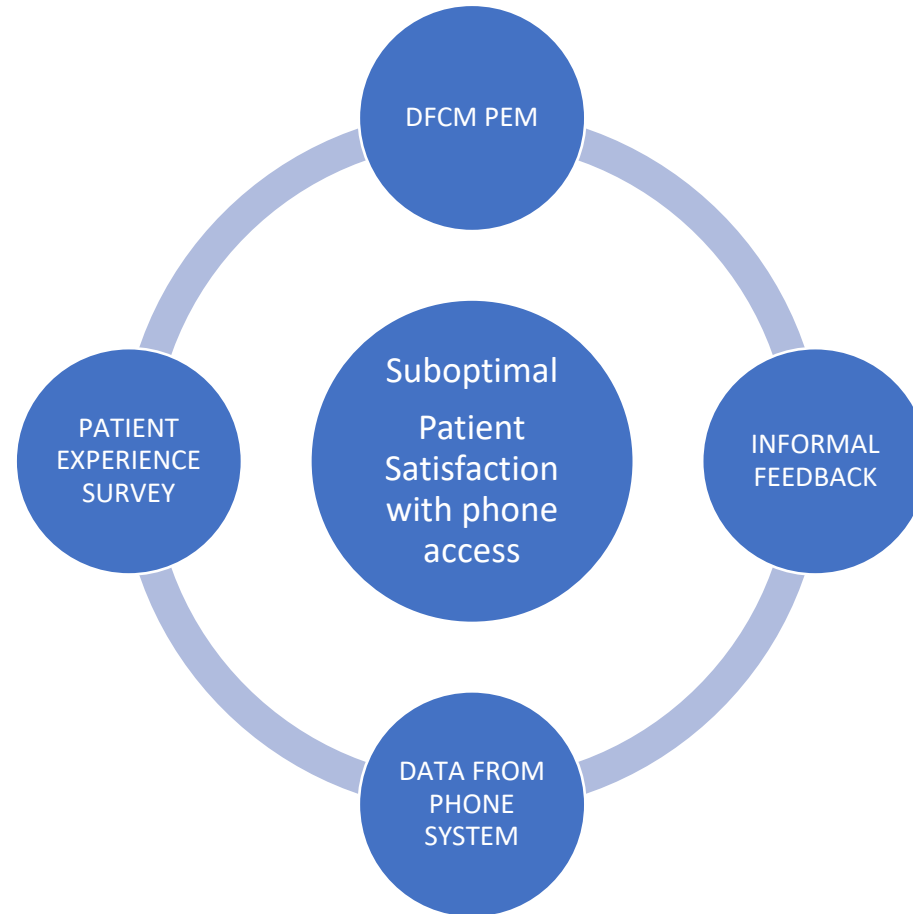 DFCM PEM
Suboptimal
Patient
Satisfaction
with phone
access
PATIENT
EXPERIENCE
SURVEY
INFORMAL
FEEDBACK
DATA FROM
PHONE
SYSTEM